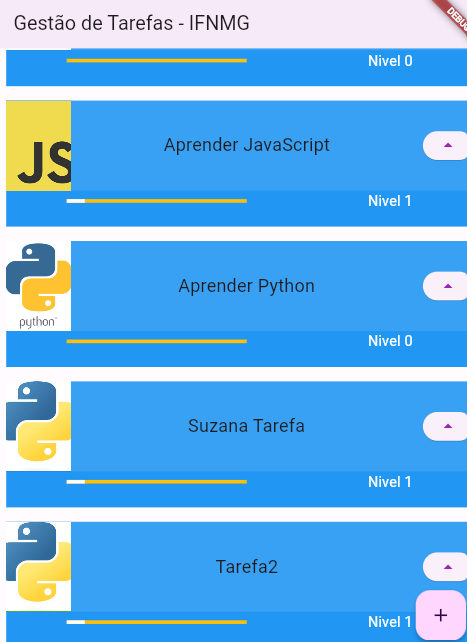 Gestão de Tarefas - IFNMG
DEBUG
Nivel 0
JS
Aprender JavaScript
Nivel 1
Aprender Python
python
Nivel 0
Suzana Tarefa
Nivel 1
Tarefa2
Nivel 1
+